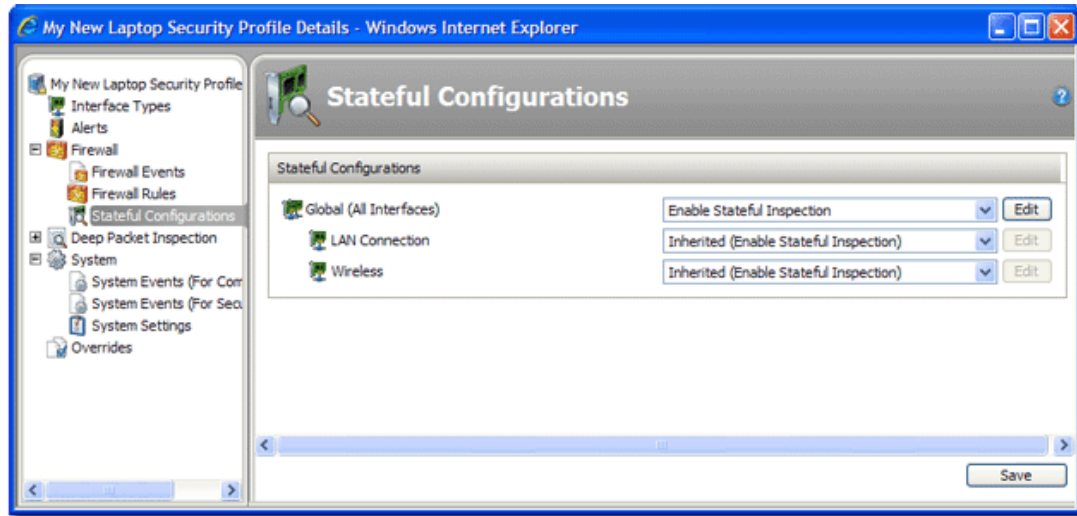 My New Laptop Security Profile Details - Windows Internet Explorer
My New Laptop Security Profile
Interface Types
Alerts
Firewall
Firewall Events
Firewall Rules
Stateful Configurations
Deep Packet Inspection
System
System Events (For Com
System Events (For Secu
System Settings
Overrides
Stateful Configurations
?
Stateful Configurations
Global (All Interfaces) Enable Stateful Inspection Edit
LAN Connection Inherited (Enable Stateful Inspection) Edit
Wireless Inherited (Enable Stateful Inspection) Edit
Save